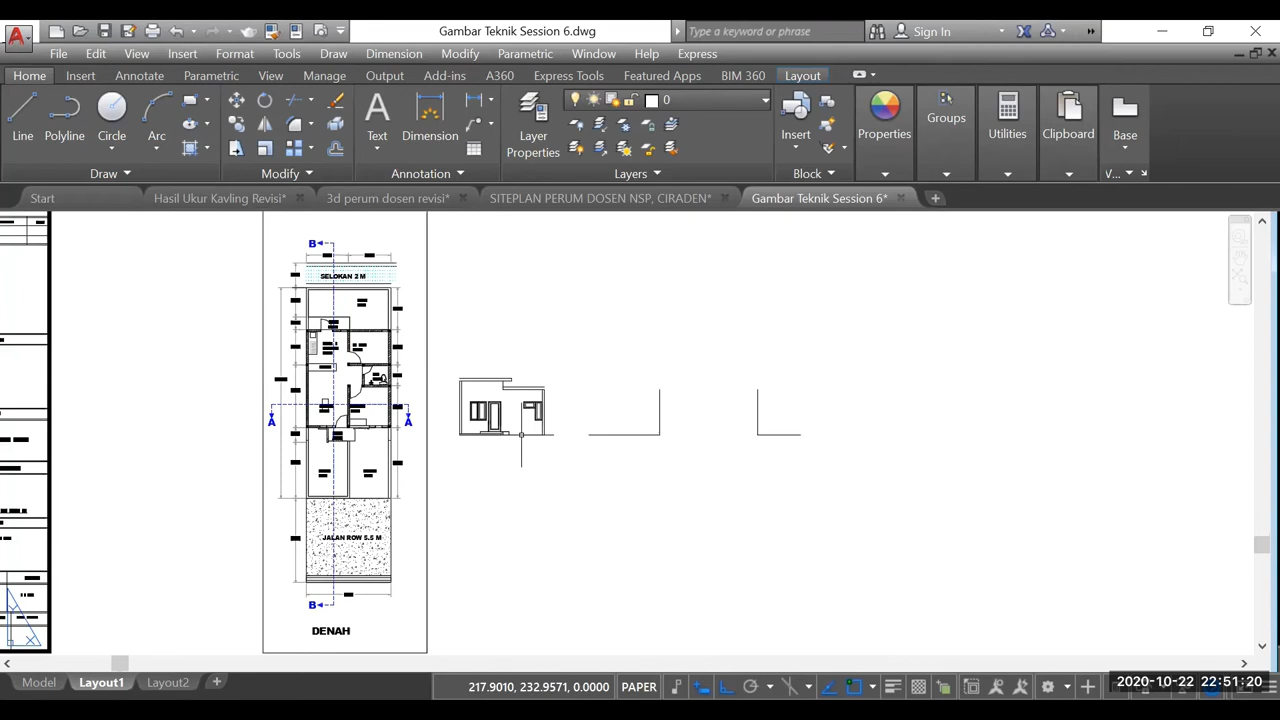 Gambar Teknik Session 6.dwg
Type a keyword or phrase
Sign In
File Edit View Insert Format Tools Draw Dimension Modify Parametric Window Help Express
Home Insert Annotate Parametric View Manage Output Add-ins A360 Express Tools Featured Apps BIM 360 Layout
0
Line Polyline Circle Arc Text Dimension Layer Properties Insert Properties Groups Utilities Clipboard Base
Draw Modify Annotation Layers Block V...
Start Hasil Ukur Kavling Revisi* 3d perum dosen revisi* SITEPLAN PERUM DOSEN NSP, CIRADEN* Gambar Teknik Session 6*
B
SELOKAN 2 M
A A
JALAN ROW 5.5 M
B
DENAH
Model Layout1 Layout2
217.9010, 232.9571, 0.0000 PAPER
2020-10-22 22:51:20